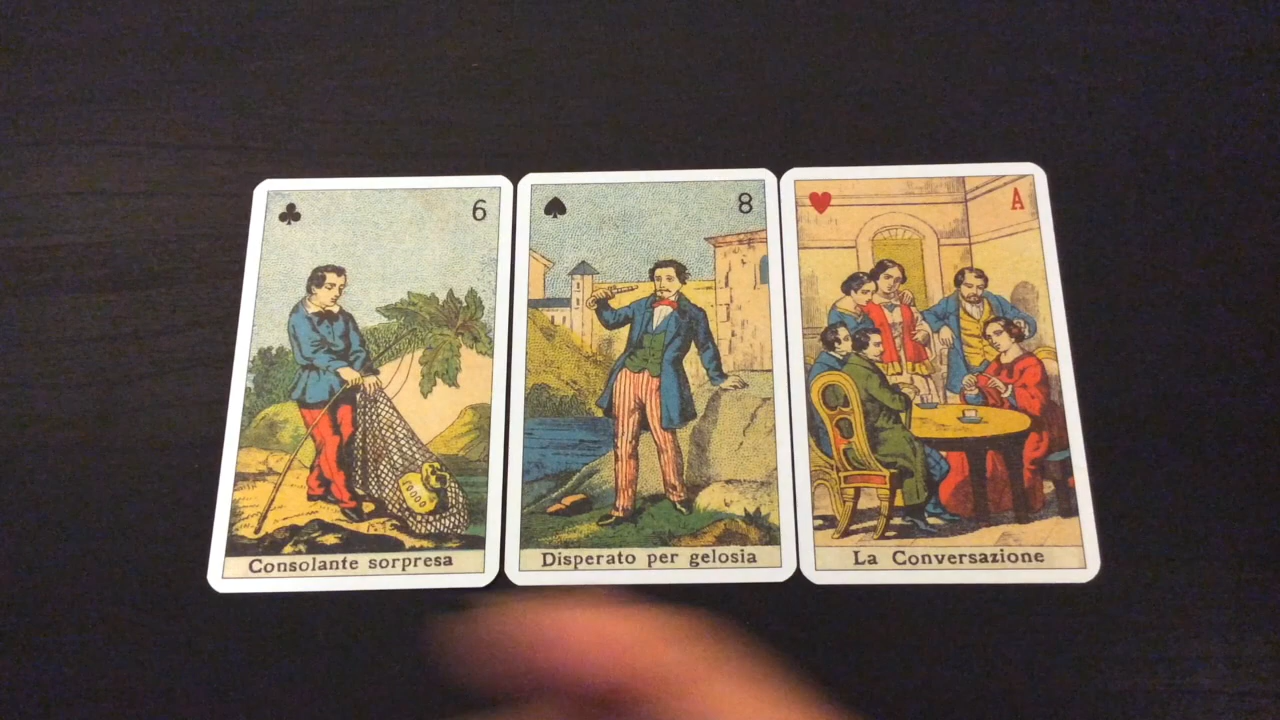 6
8
A
Consolante sorpresa
Disperato per gelosia
La Conversazione